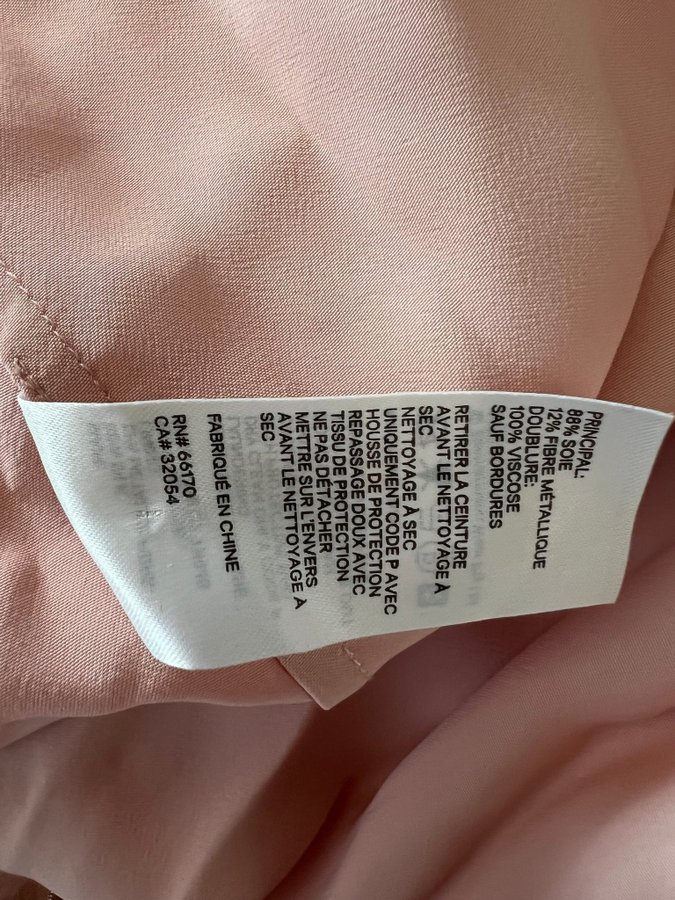 PRINCIPAL:
88% SOIE
12% FIBRE MÉTALLIQUE
DOUBLURE:
100% VISCOSE
SAUF BORDURES
RETIRER LA CEINTURE
AVANT LE NETTOYAGE À
SEC
NETTOYAGE À SEC
UNIQUEMENT CODE P AVEC
HOUSSE DE PROTECTION
REPASSAGE DOUX AVEC
TISSU DE PROTECTION
NE PAS DÉTACHER
METTRE SUR L'ENVERS
AVANT LE NETTOYAGE À
SEC
FABRIQUÉ EN CHINE
RN# 66170
CA# 32054